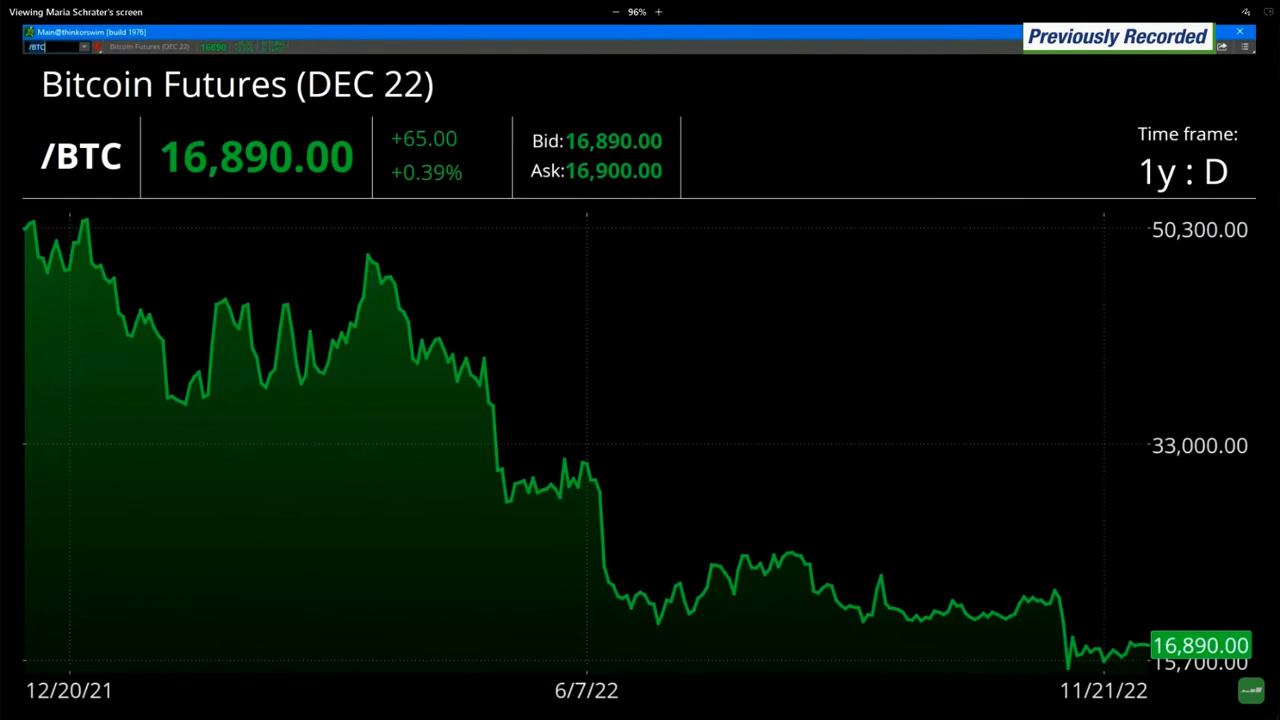 Viewing Maria Schrater's screen
96%
Main@thinkorswim [build 1976]
Previously Recorded
/BTC
Bitcoin Futures (DEC 22)
16890
Bitcoin Futures (DEC 22)
/BTC
16,890.00
+65.00
+0.39%
Bid: 16,890.00
Ask: 16,900.00
Time frame:
1y : D
50,300.00
33,000.00
16,890.00
15,700.00
12/20/21
6/7/22
11/21/22